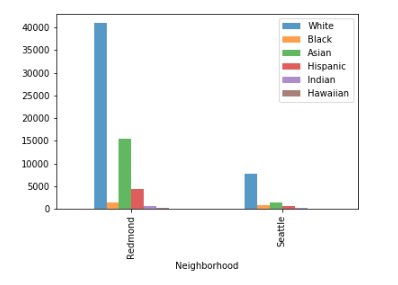 40000
35000
30000
25000
20000
15000
10000
5000
0
White
Black
Asian
Hispanic
Indian
Hawaiian
Redmond
Seattle
Neighborhood